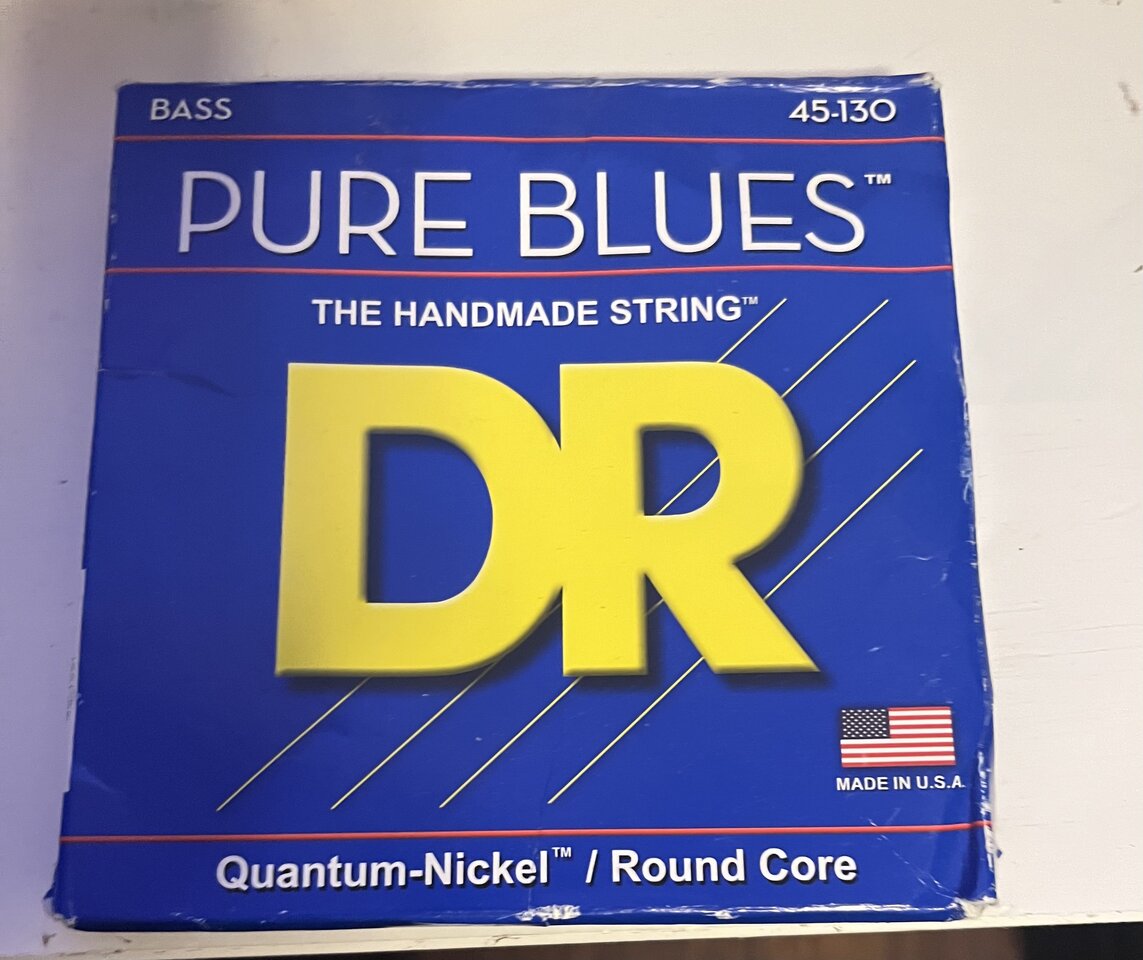 BASS 45-130
PURE BLUES™
THE HANDMADE STRING™
DR
MADE IN U.S.A.
Quantum-Nickel™ / Round Core